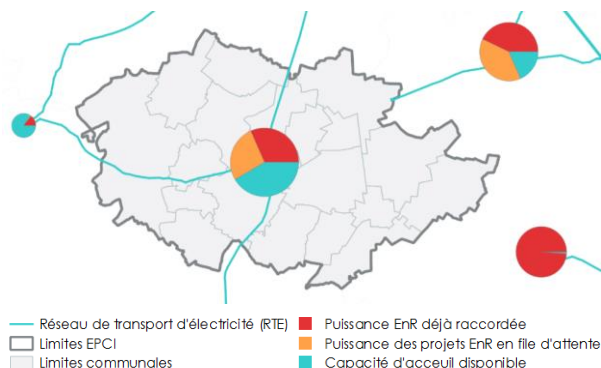 Réseau de transport d'électricité (RTE)
Limites EPCI
Limites communales
Puissance EnR déjà raccordée
Puissance des projets EnR en file d'attente
Capacité d'acceuil disponible